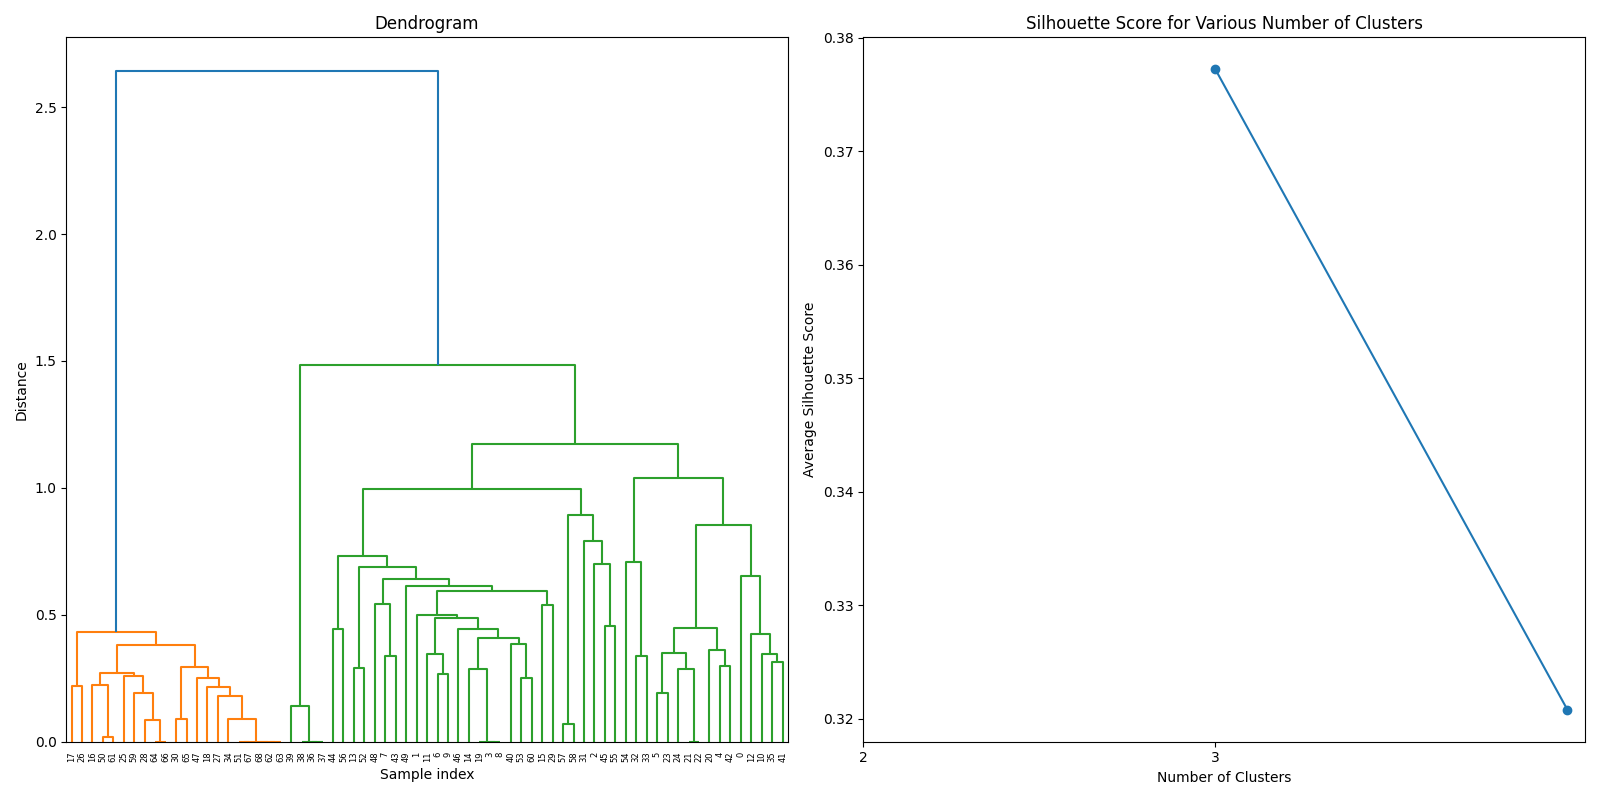 Dendrogram
2.5
2.0
1.5
1.0
0.5
0.0
Distance
17 26 16 50 61 25 59 28 64 66 30 65 47 18 27 34 51 67 68 62 63 39 38 36 37 44 56 13 52 48 7 43 49 1 11 6 9 46 14 19 3 8 40 53 60 15 29 57 58 31 2 45 55 54 32 33 5 23 24 21 22 20 4 42 0 12 10 35 41
Sample index
Silhouette Score for Various Number of Clusters
0.38
0.37
0.36
0.35
0.34
0.33
0.32
Average Silhouette Score
2 3
Number of Clusters